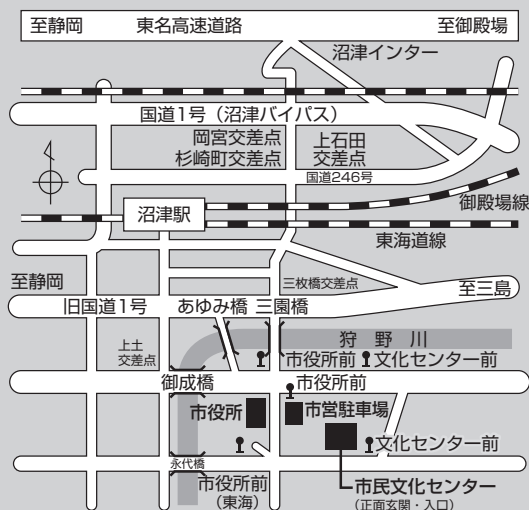 至静岡 東名高速道路 至御殿場
沼津インター
国道1号（沼津バイパス）
岡宮交差点
杉崎町交差点
上石田
交差点
国道246号
沼津駅
御殿場線
東海道線
至静岡
三枚橋交差点
至三島
旧国道1号
あゆみ橋
三園橋
狩野川
上土
交差点
市役所前
文化センター前
御成橋
市役所前
市役所
市営駐車場
文化センター前
永代橋
市役所前
（東海）
市民文化センター
（正面玄関・入口）